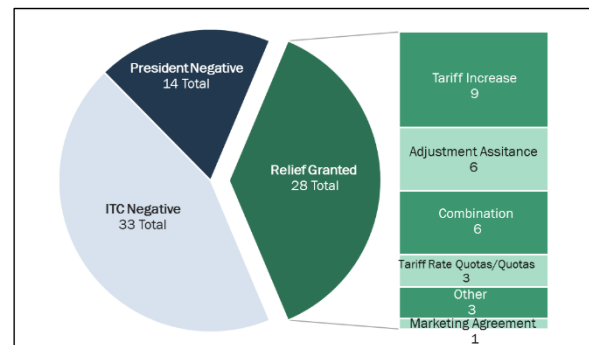 President Negative
14 Total
ITC Negative
33 Total
Relief Granted
28 Total
Tariff Increase
9
Adjustment Assitance
6
Combination
6
Tariff Rate Quotas/Quotas
3
Other
3
Marketing Agreement
1